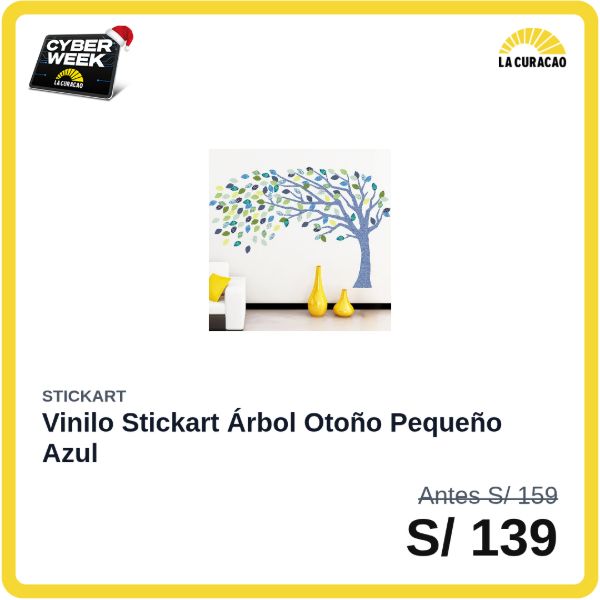 CYBER
WEEK
LA CURACAO
LA CURACAO
STICKART
Vinilo Stickart Árbol Otoño Pequeño
Azul
Antes S/ 159
S/ 139